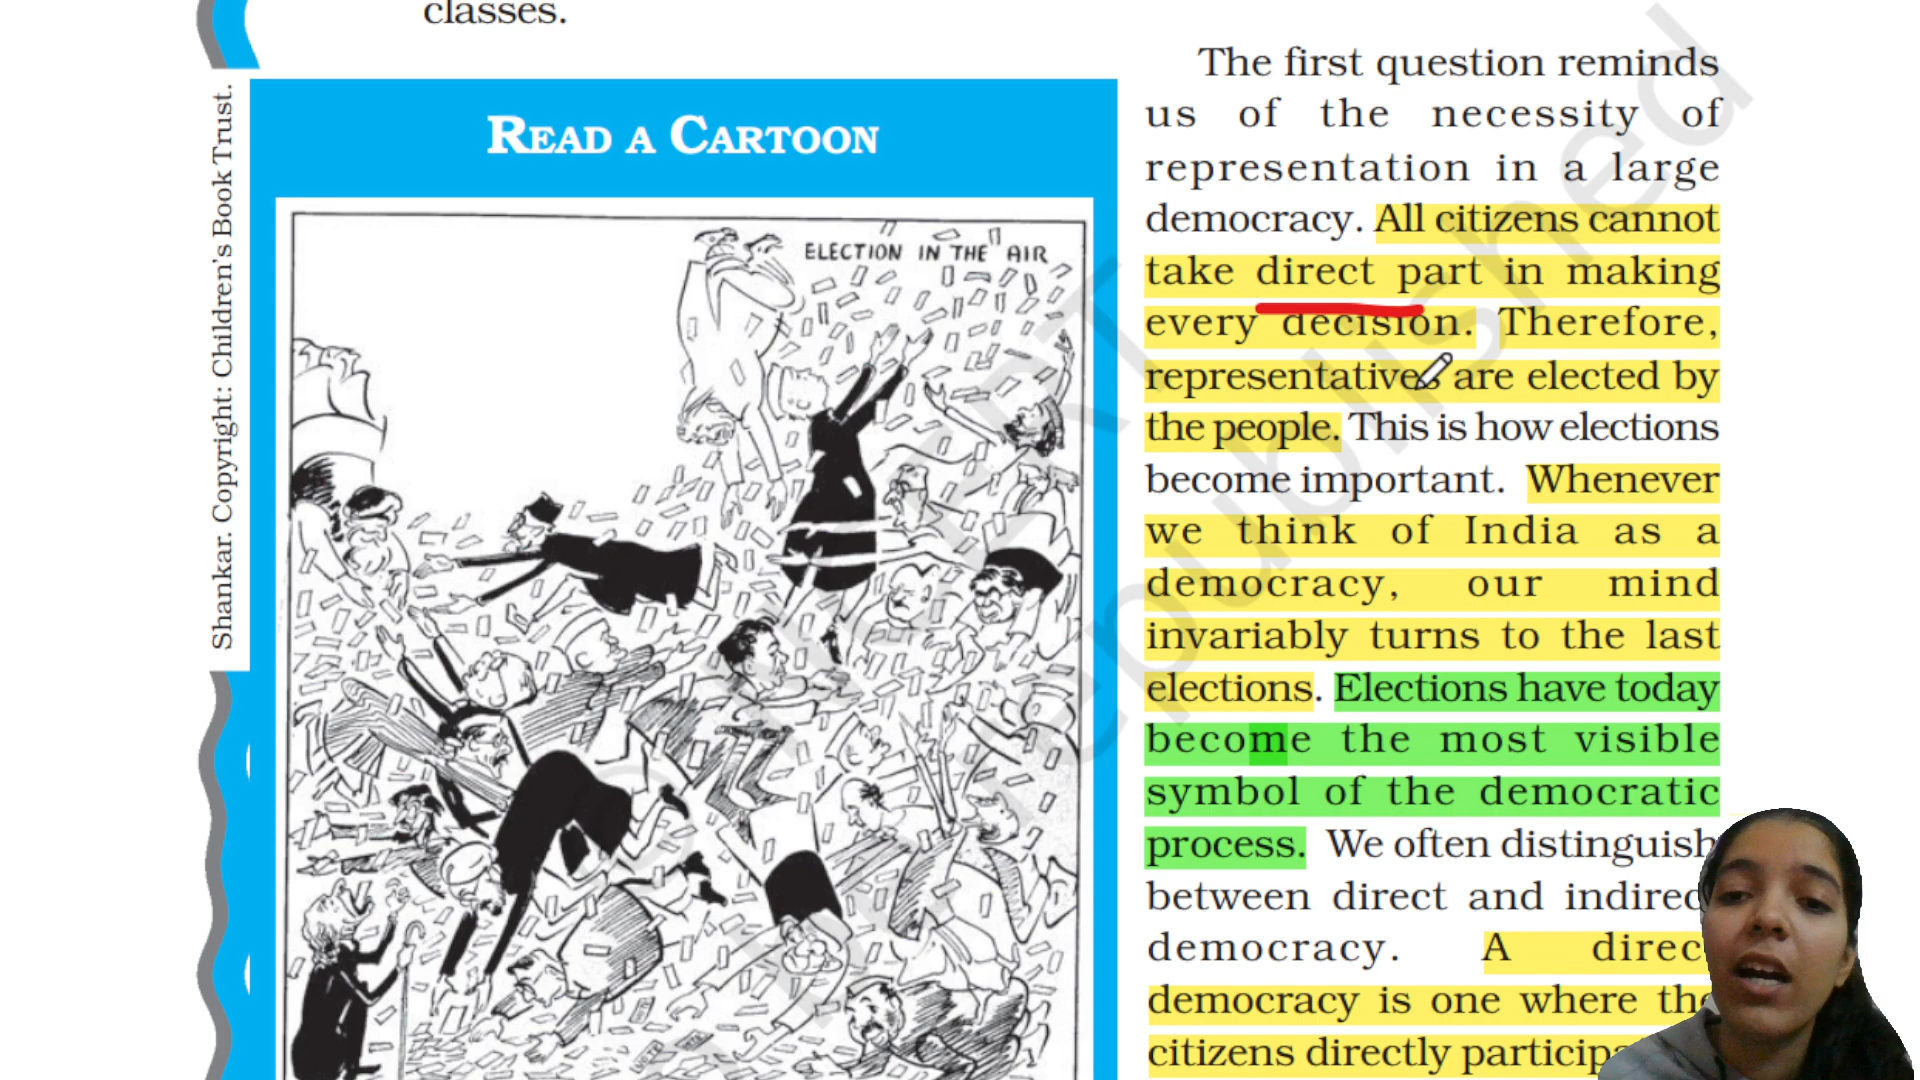 classes.
Shankar. Copyright: Children's Book Trust.
READ A CARTOON
ELECTION IN THE AIR
The first question reminds
us of the necessity of
representation in a large
democracy. All citizens cannot
take direct part in making
every decision. Therefore,
representatives are elected by
the people. This is how elections
become important. Whenever
we think of India as a
democracy, our mind
invariably turns to the last
elections. Elections have today
become the most visible
symbol of the democratic
process. We often distinguish
between direct and indirec
democracy. A direc
democracy is one where the
citizens directly particip